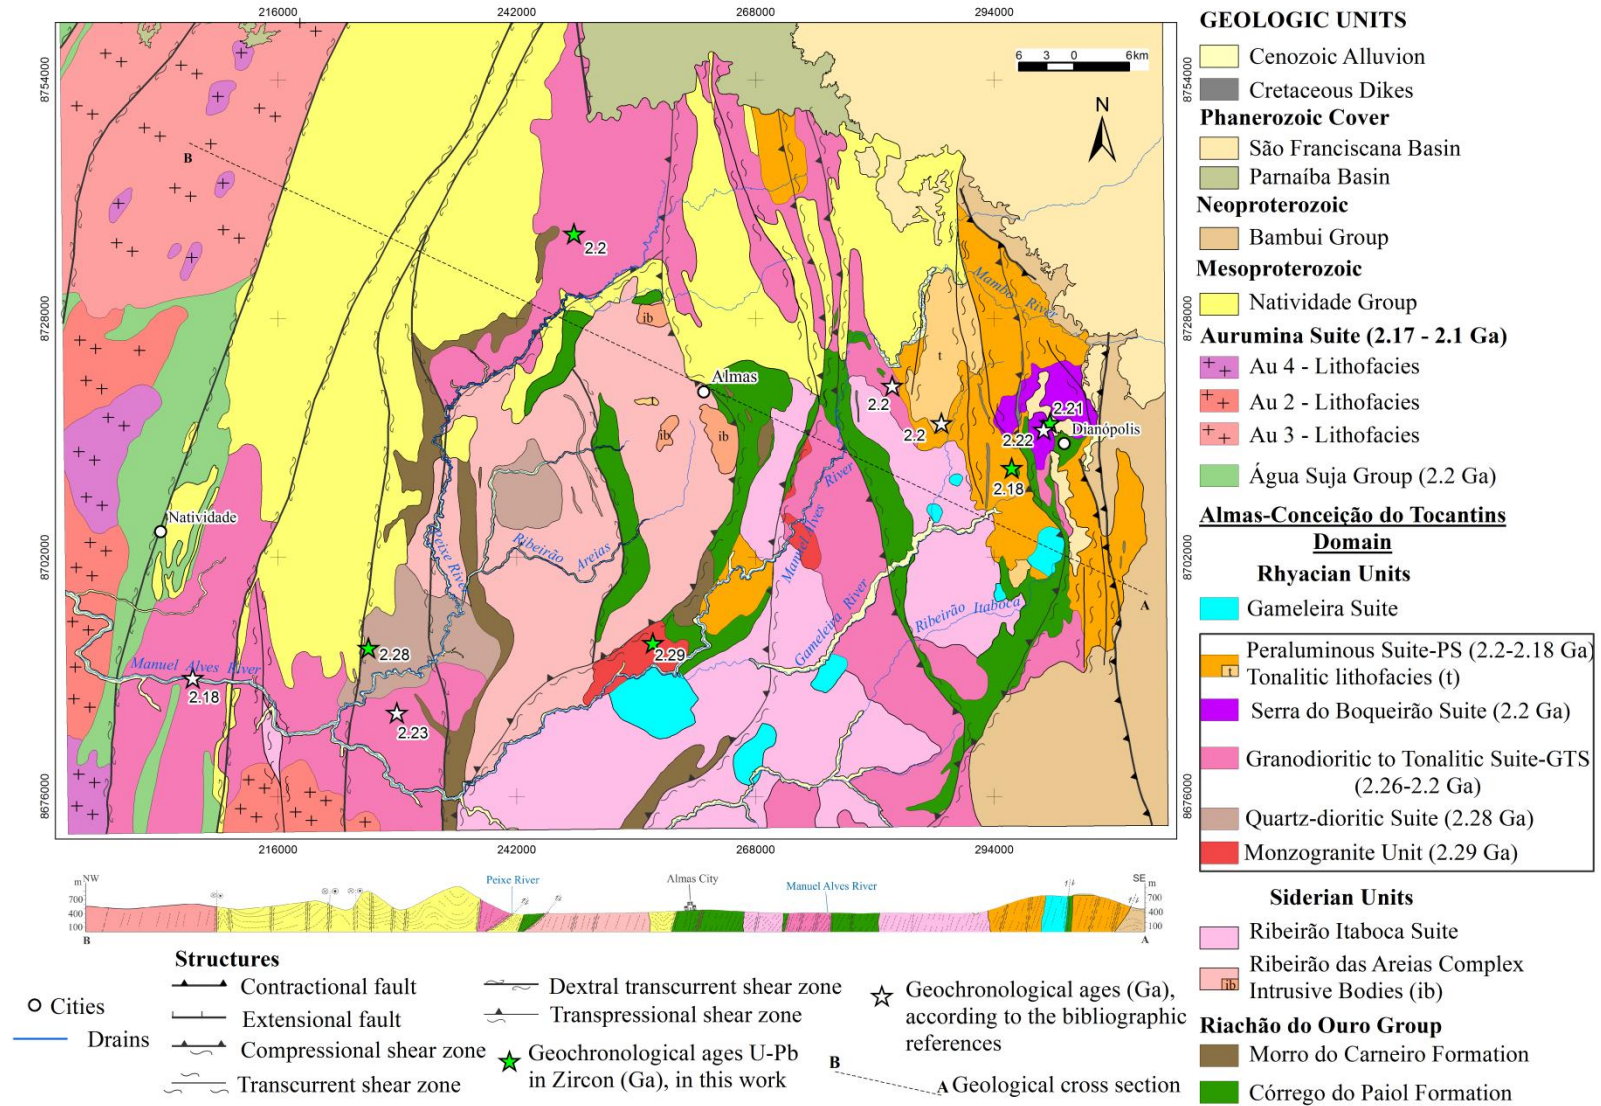 216000
242000
268000
294000
8754000
8728000
8702000
8676000
8754000
8728000
8702000
8676000
216000
242000
268000
294000
6 3 0 6 km
N
B
2.2
Mambo River
ib
t
Almas
2.2
2.21
2.2
2.22
Dianópolis
ib
ib
River
2.18
Natividade
Peixe River
Ribeirão Areias
Manuel Alves
Gameleira River
Ribeirão Itaboca
A
2.28
2.29
Manuel Alves River
2.18
2.23
GEOLOGIC UNITS
Cenozoic Alluvion
Cretaceous Dikes
Phanerozoic Cover
São Franciscana Basin
Parnaíba Basin
Neoproterozoic
Bambui Group
Mesoproterozoic
Natividade Group
Aurumina Suite (2.17 - 2.1 Ga)
Au 4 - Lithofacies
Au 2 - Lithofacies
Au 3 - Lithofacies
Água Suja Group (2.2 Ga)
Almas-Conceição do Tocantins
Domain
Rhyacian Units
Gameleira Suite
Peraluminous Suite-PS (2.2-2.18 Ga)
t Tonalitic lithofacies (t)
Serra do Boqueirão Suite (2.2 Ga)
Granodioritic to Tonalitic Suite-GTS
(2.26-2.2 Ga)
Quartz-dioritic Suite (2.28 Ga)
Monzogranite Unit (2.29 Ga)
Siderian Units
Ribeirão Itaboca Suite
Ribeirão das Areias Complex
ib Intrusive Bodies (ib)
Riachão do Ouro Group
Morro do Carneiro Formation
Córrego do Paiol Formation
m NW
700
400
100
B
Peixe River
Almas City
Manuel Alves River
SE
m
700
400
100
A
Structures
Cities
Drains
Contractional fault
Extensional fault
Compressional shear zone
Transcurrent shear zone
Dextral transcurrent shear zone
Transpressional shear zone
Geochronological ages U-Pb
in Zircon (Ga), in this work
Geochronological ages (Ga),
according to the bibliographic
references
B
A Geological cross section